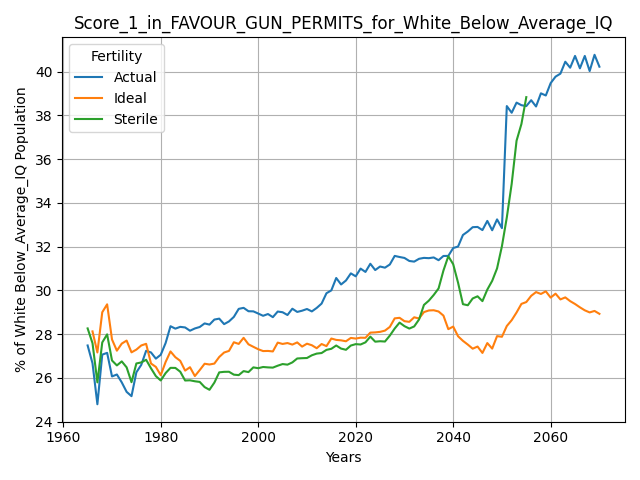 Score_1_in_FAVOUR_GUN_PERMITS_for_White_Below_Average_IQ
Fertility
Actual
Ideal
Sterile
% of White Below_Average_IQ Population
40
38
36
34
32
30
28
26
24
1960
1980
2000
2020
2040
2060
Years